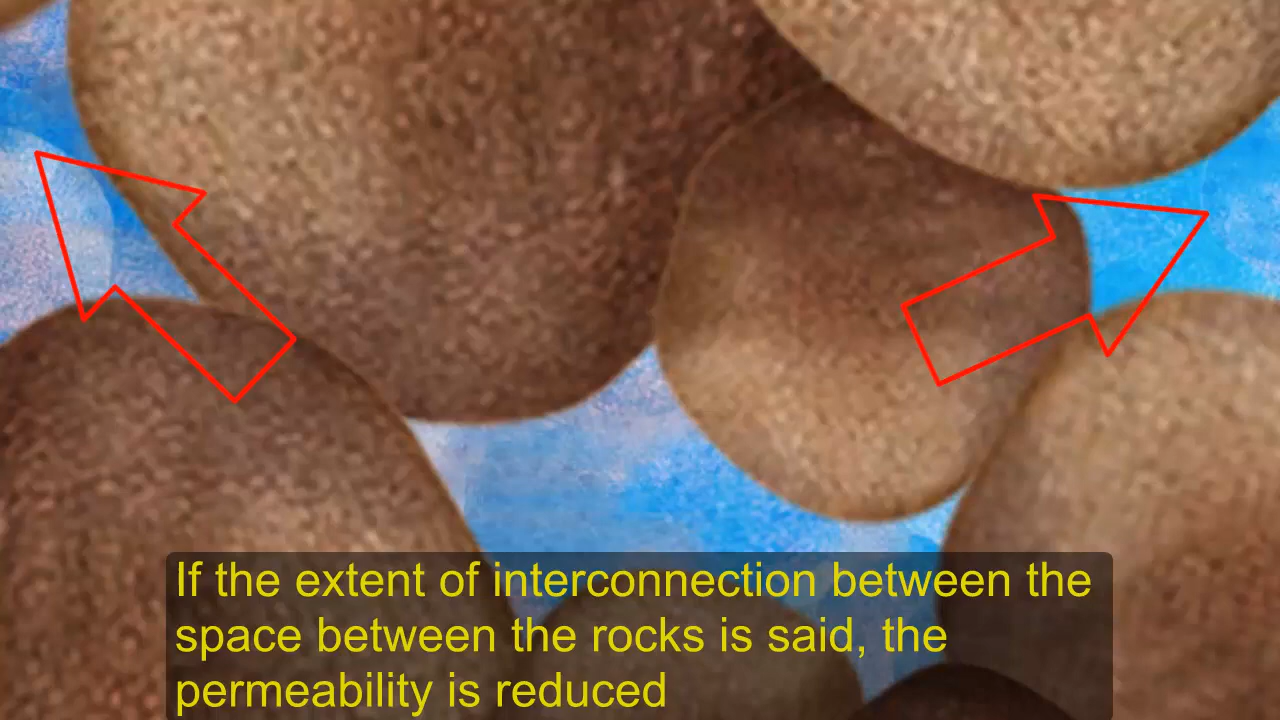 If the extent of interconnection between the
space between the rocks is said, the
permeability is reduced